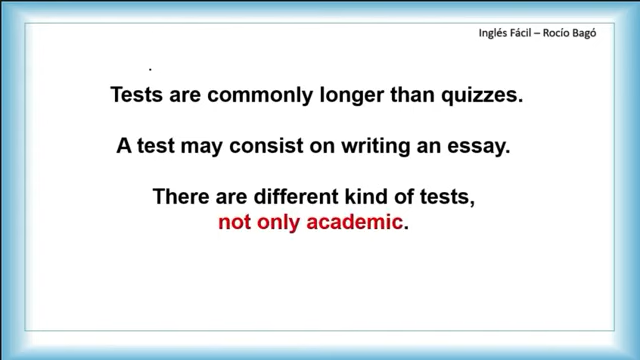 Inglés Fácil – Rocío Bagó
Tests are commonly longer than quizzes.
A test may consist on writing an essay.
There are different kind of tests,
not only academic.